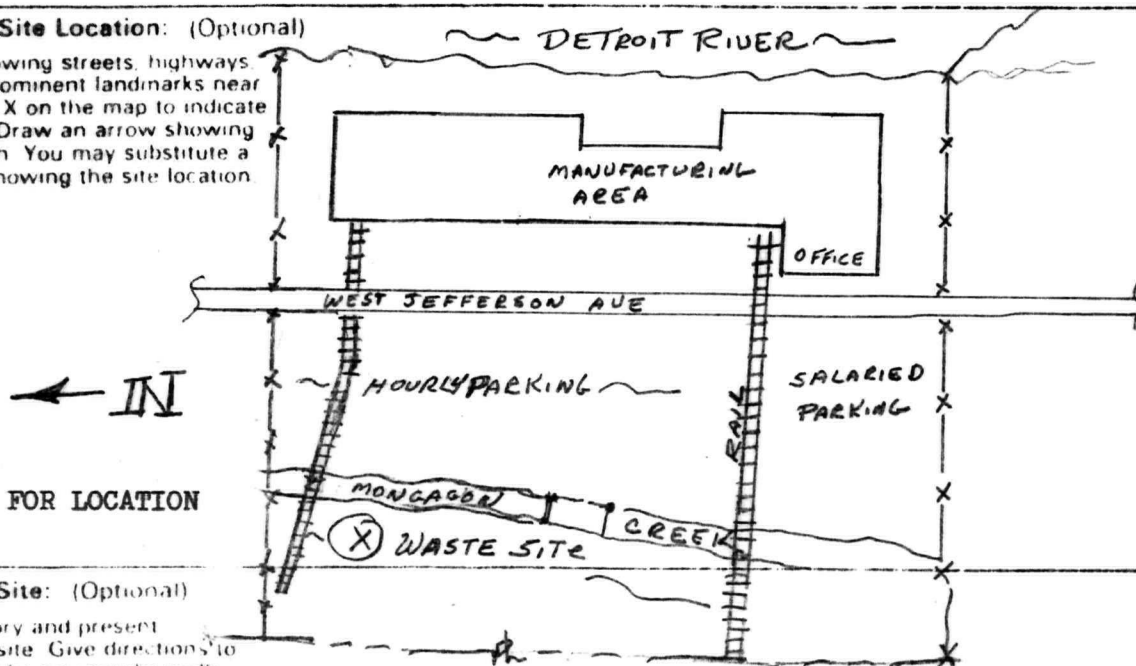 Site Location: (Optional)
wing streets, highways,
ominent landmarks near
X on the map to indicate
Draw an arrow showing
You may substitute a
howing the site location.
~ DETROIT RIVER ~
MANUFACTURING
AREA
OFFICE
WEST JEFFERSON AVE
N
HOURLY PARKING
SALARIED
PARKING
RAIL
FOR LOCATION
MONGAGON
CREEK
X WASTE SITE
Site: (Optional)
ory and present
site. Give directions to